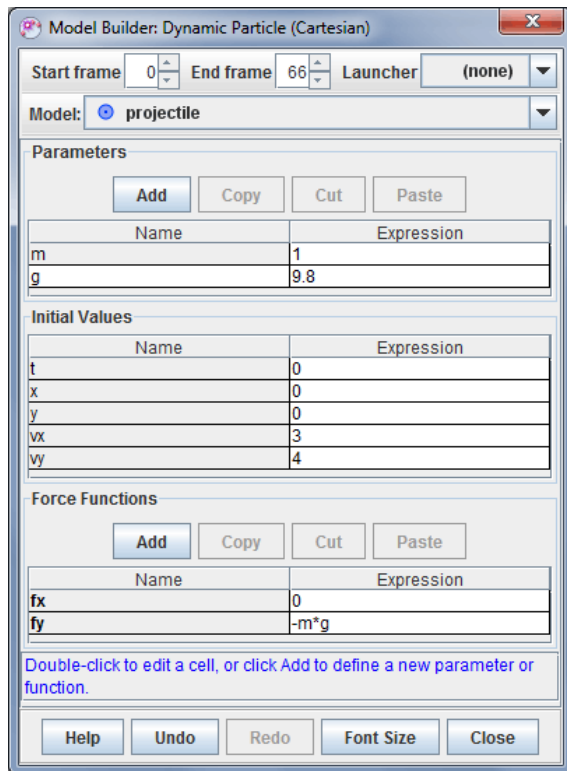 Model Builder: Dynamic Particle (Cartesian)
Start frame 0 End frame 66 Launcher (none)
Model: projectile
Parameters
Add Copy Cut Paste
Name Expression
m 1
g 9.8
Initial Values
Name Expression
t 0
x 0
y 0
vx 3
vy 4
Force Functions
Add Copy Cut Paste
Name Expression
fx 0
fy -m*g
Double-click to edit a cell, or click Add to define a new parameter or
function.
Help Undo Redo Font Size Close